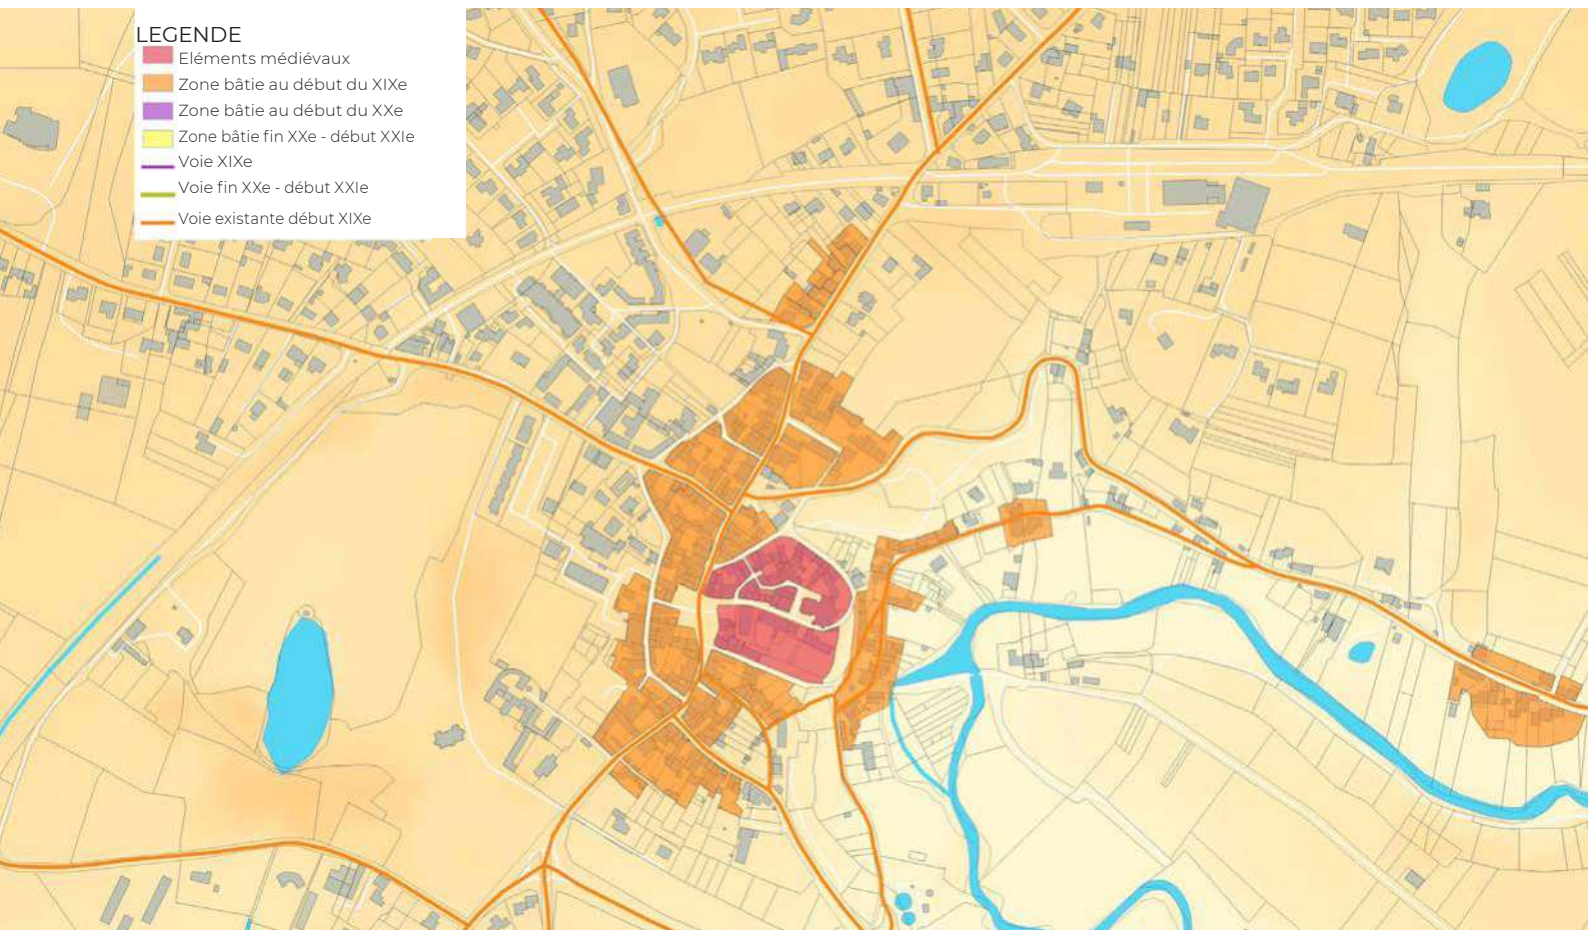 LEGENDE
Eléments médiévaux
Zone bâtie au début du XIXe
Zone bâtie au début du XXe
Zone bâtie fin XXe - début XXIe
Voie XIXe
Voie fin XXe - début XXIe
Voie existante début XIXe